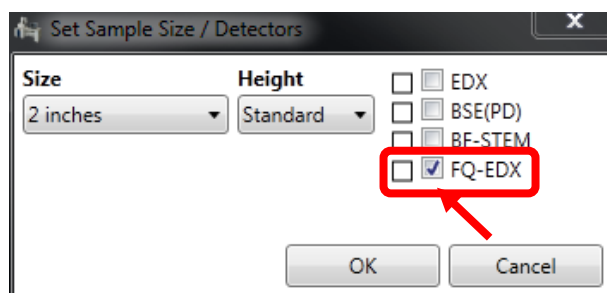 Set Sample Size / Detectors
Size
Height
2 inches
Standard
EDX
BSE(PD)
BF-STEM
FQ-EDX
OK
Cancel